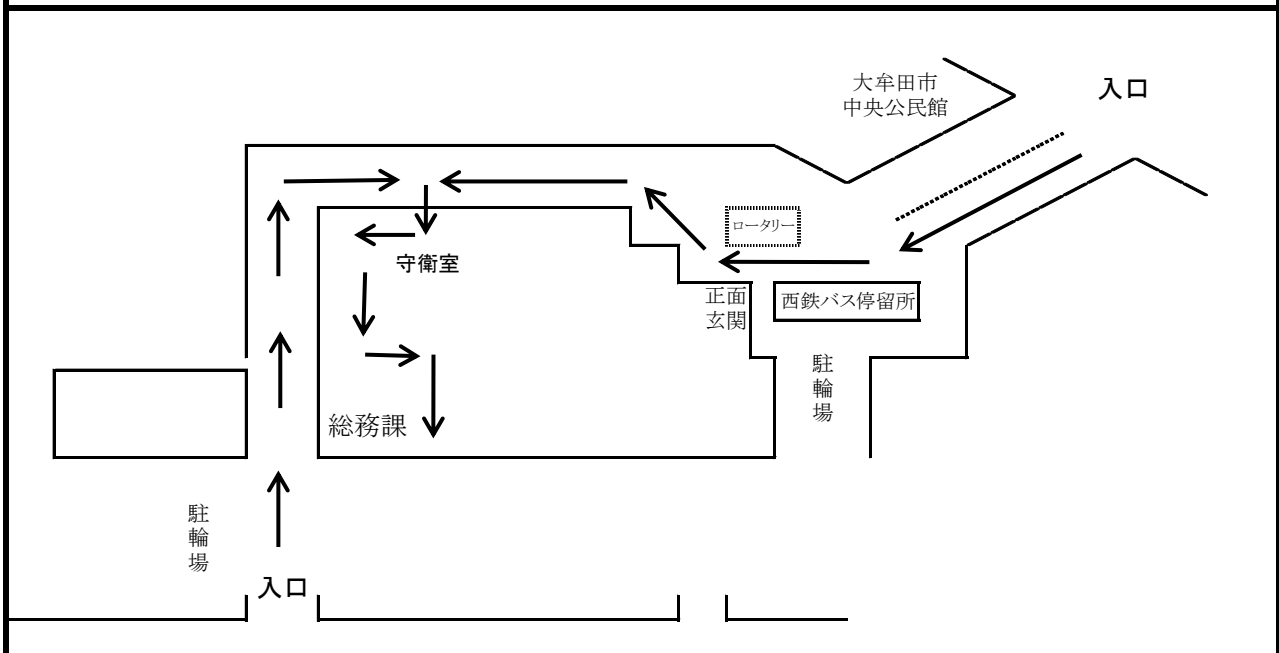 大牟田市
中央公民館
入口
ロータリー
守衛室
正面
玄関
西鉄バス停留所
駐輪場
総務課
駐輪場
入口